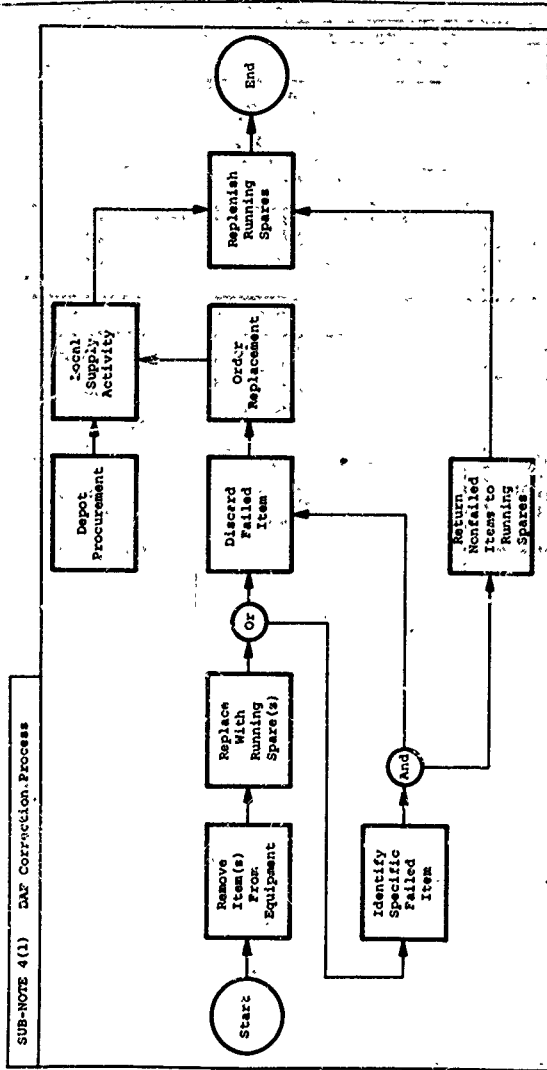 SUB-NOTE 4(1) DAF Correction Process
Start
Remove
Item(s)
From
Equipment
Replace
With
Running
Spare(s)
Or
Discard
Failed
Item
Order
Replacement
Depot
Procurement
Local
Supply
Activity
Replenish
Running
Spares
End
Identify
Specific
Failed
Item
And
Return
Nonfailed
Items to
Running
Spares